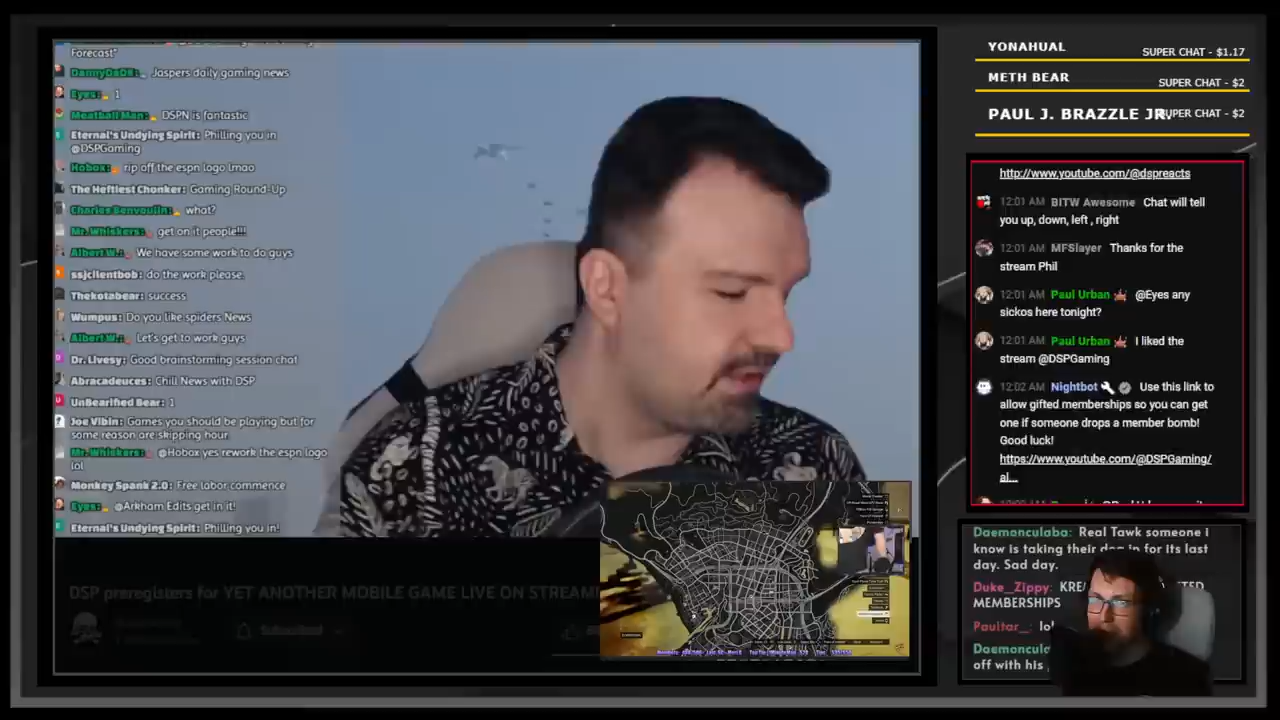 Forecast"
DannyDaDk: Jaspers daily gaming news
Eyes: 1
Meatball Man: DSPN is fantastic
Eternal's Undying Spirit: Philling you in
@DSPGaming
Hobox: rip off the espn logo lmao
The Heftiest Chonker: Gaming Round-Up
Charles Benvoulin: what?
Mr. Whiskers: get on it people!!!
Albert W.: We have some work to do guys
ssjcilentbob: do the work please.
Thekotabear: success
Wumpus: Do you like spiders News
Albert W.: Let's get to work guys
Dr. Livesy: Good brainstorming session chat
Abracadeuces: Chill News with DSP
UnBearified Bear: 1
Joe Vibin: Games you should be playing but for
some reason are skipping hour
Mr. Whiskers: @Hobox yes rework the espn logo
lol
Monkey Spank 2.0: Free labor commence
Eyes: @Arkham Edits get in it!
Eternal's Undying Spirit: Philling you in!
DSP preregisters for YET ANOTHER MOBILE GAME LIVE ON STREAM
Subscribed
YONAHUAL
SUPER CHAT - $1.17
METH BEAR
SUPER CHAT - $2
PAUL J. BRAZZLE JR.
SUPER CHAT - $2
http://www.youtube.com/@dspreacts
12:01 AM BITW Awesome Chat will
tell you up, down, left , right
12:01 AM MFSlayer Thanks for the
stream Phil
12:01 AM Paul Urban @Eyes any
sickos here tonight?
12:01 AM Paul Urban I liked the
stream @DSPGaming
12:02 AM Nightbot Use this link to
allow gifted memberships so you can get
one if someone drops a member bomb!
Good luck!
https://www.youtube.com/@DSPGaming/
al...
Daemonculaba: Real Tawk someone I
know is taking their dog in for its last
day. Sad day.
Duke_Zippy:
MEMBERSHIPS
Paultar_:
off with his